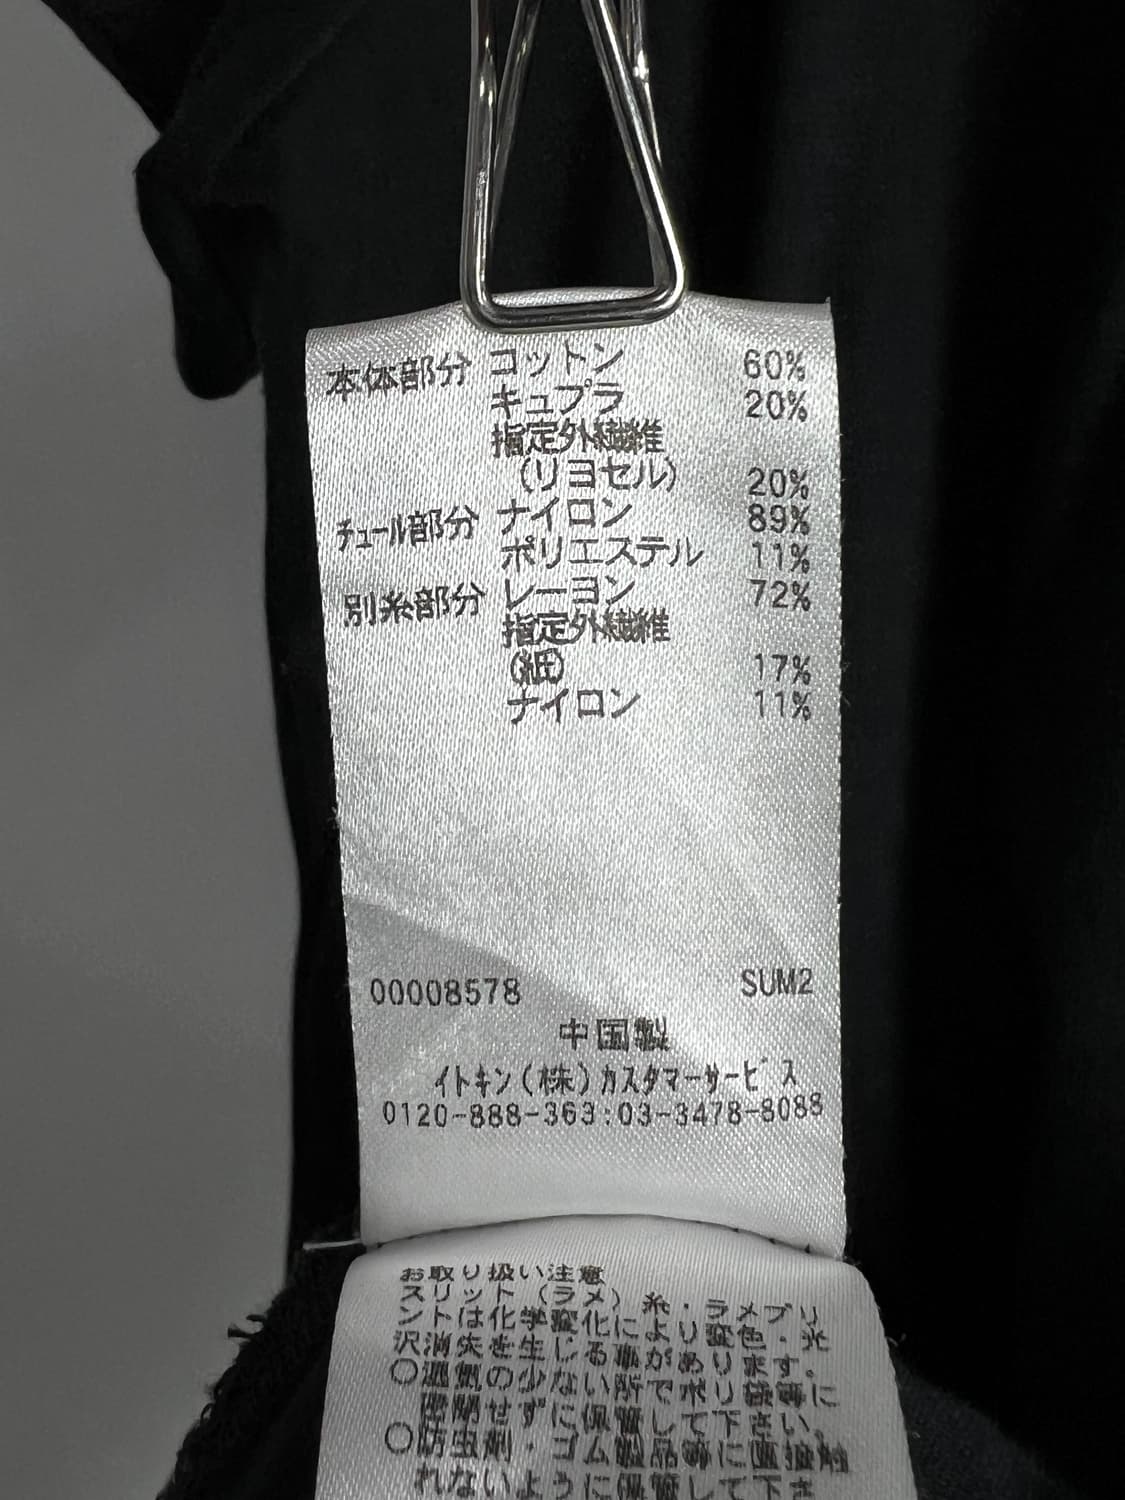 本体部分 コットン 60%
キュプラ 20%
指定外繊維
(リヨセル) 20%
チュール部分 ナイロン 89%
ポリエステル 11%
別糸部分 レーヨン 72%
指定外繊維
(紙) 17%
ナイロン 11%
00008578 SUM2
中国製
イトキン(株)カスタマーサービス
0120-888-363:03-3478-8088
お取り扱い注意
スリット(ラメ)糸・ラメプリ
ントは化学変化により変色・光
沢消失を生じる事があります。
○湿気の少ない所でポリ袋等に
密閉せずに保管して下さい。
○防虫剤・ゴム製品等に直接触
れないように保管して下さ